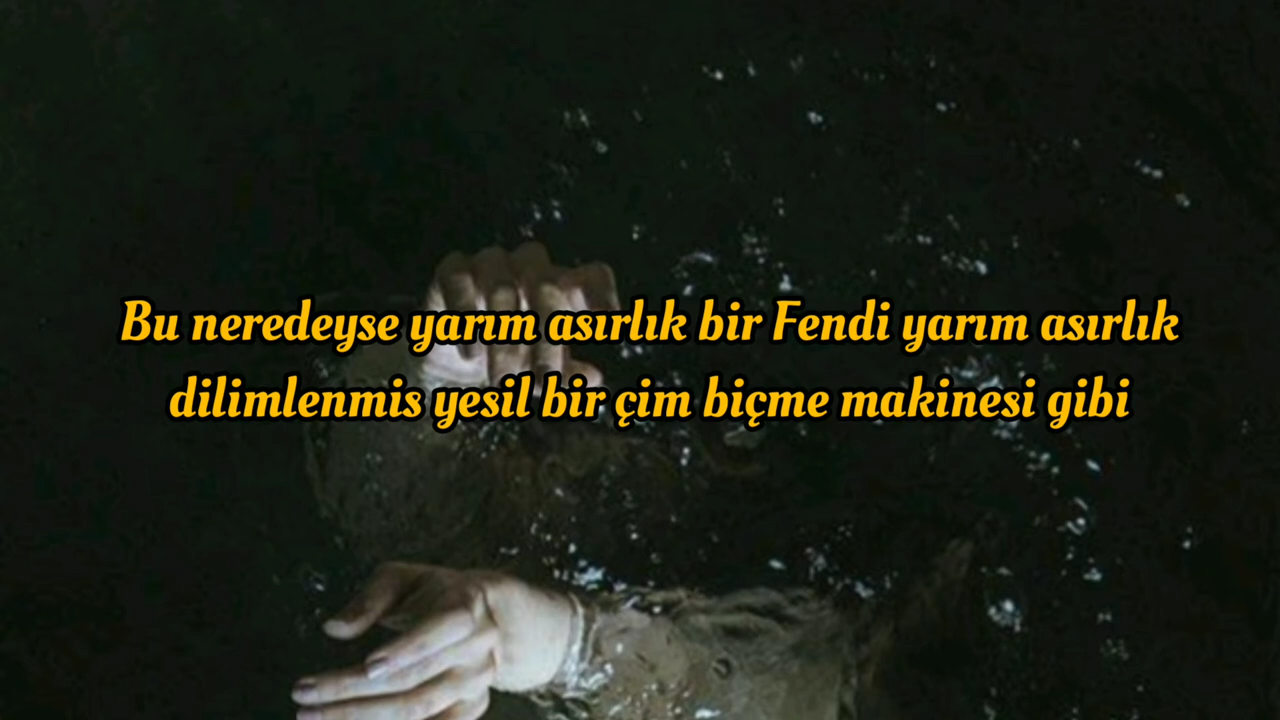 Bu neredeyse yarım asırlık bir Fendi yarım asırlık
dilimlenmis yesil bir çim biçme makinesi gibi